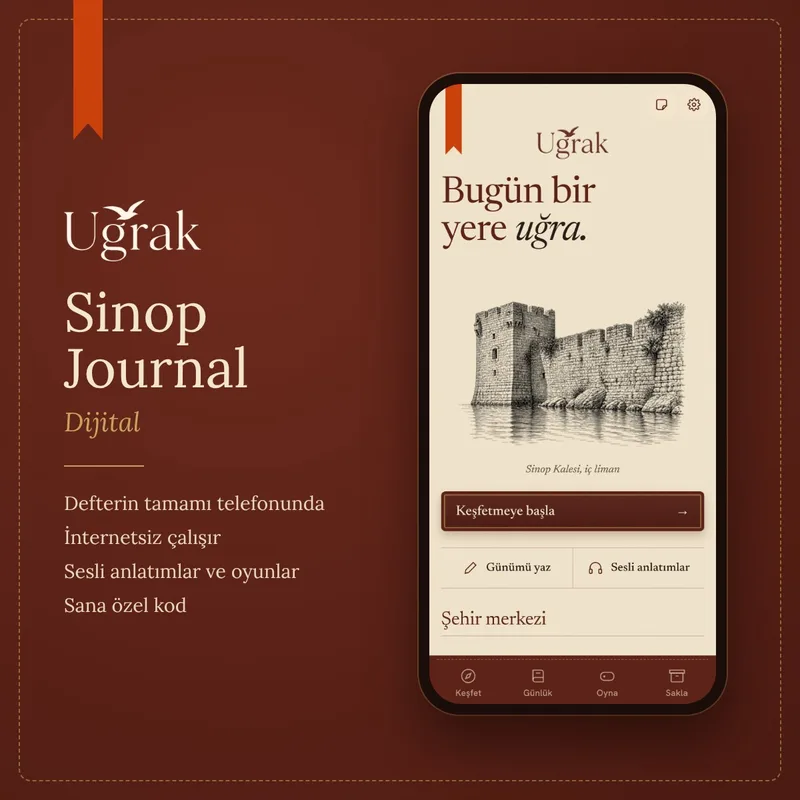 Uğrak
Sinop
Journal
Dijital
Defterin tamamı telefonunda
İnternetsiz çalışır
Sesli anlatımlar ve oyunlar
Sana özel kod
Uğrak
Bugün bir
yere uğra.
Sinop Kalesi, iç liman
Keşfetmeye başla →
Günümü yaz
Sesli anlatımlar
Şehir merkezi
Keşfet
Günlük
Oyna
Sakla